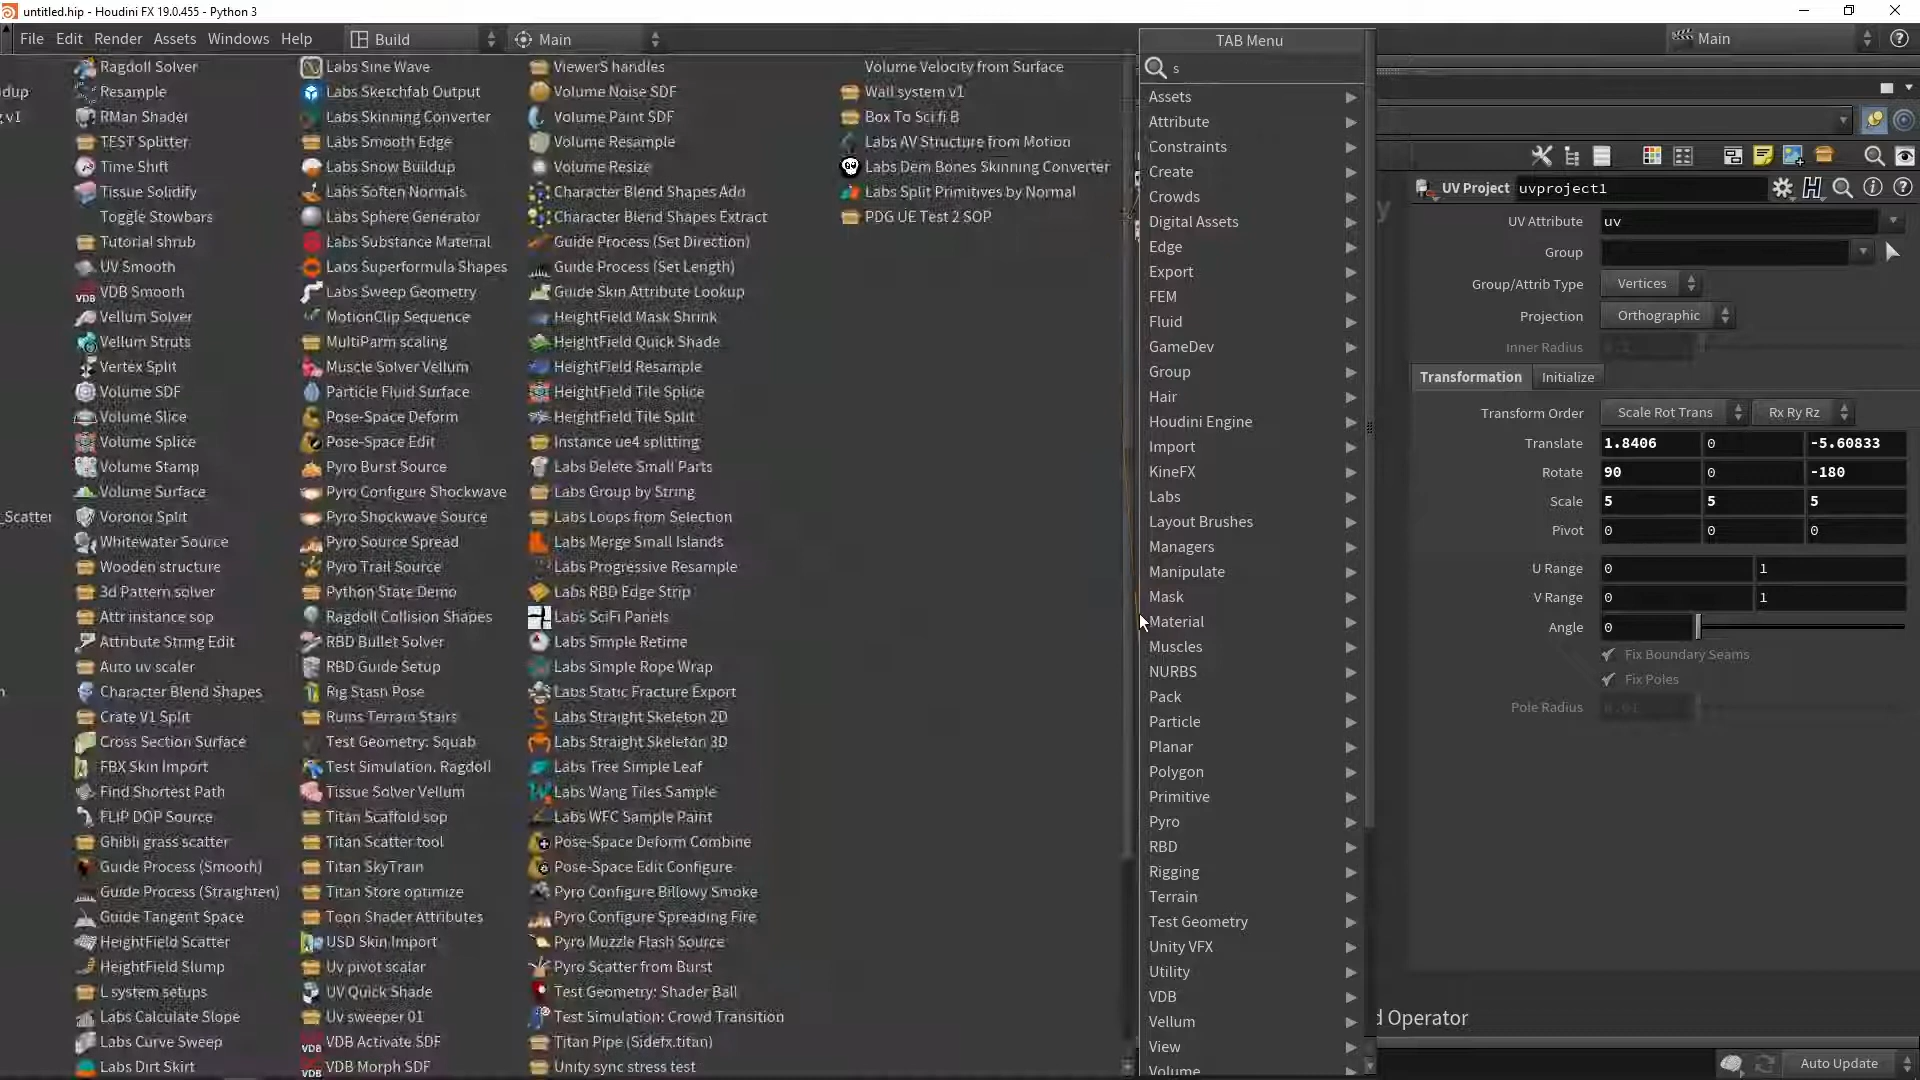 untitled.hip - Houdini FX 19.0.455 - Python 3
File Edit Render Assets Windows Help Build Main Main
TAB Menu
s
dup
g v1
_Scatter
n
Ragdoll Solver
Resample
RMan Shader
TEST Splitter
Time Shift
Tissue Solidify
Toggle Stowbars
Tutorial shrub
UV Smooth
VDB Smooth
Vellum Solver
Vellum Struts
Vertex Split
Volume SDF
Volume Slice
Volume Splice
Volume Stamp
Volume Surface
Voronoi Split
Whitewater Source
Wooden structure
3d Pattern solver
Attr instance sop
Attribute String Edit
Auto uv scaler
Character Blend Shapes
Crate V1 Split
Cross Section Surface
FBX Skin Import
Find Shortest Path
FLIP DOP Source
Ghibli grass scatter
Guide Process (Smooth)
Guide Process (Straighten)
Guide Tangent Space
HeightField Scatter
HeightField Slump
L system setups
Labs Calculate Slope
Labs Curve Sweep
Labs Dirt Skirt
Labs Sine Wave
Labs Sketchfab Output
Labs Skinning Converter
Labs Smooth Edge
Labs Snow Buildup
Labs Soften Normals
Labs Sphere Generator
Labs Substance Material
Labs Superformula Shapes
Labs Sweep Geometry
MotionClip Sequence
MultiParm scaling
Muscle Solver Vellum
Particle Fluid Surface
Pose-Space Deform
Pose-Space Edit
Pyro Burst Source
Pyro Configure Shockwave
Pyro Shockwave Source
Pyro Source Spread
Pyro Trail Source
Python State Demo
Ragdoll Collision Shapes
RBD Bullet Solver
RBD Guide Setup
Rig Stash Pose
Ruins Terrain Stairs
Test Geometry: Squab
Test Simulation: Ragdoll
Tissue Solver Vellum
Titan Scaffold sop
Titan Scatter tool
Titan SkyTrain
Titan Store optimize
Toon Shader Attributes
USD Skin Import
Uv pivot scalar
UV Quick Shade
Uv sweeper 01
VDB Activate SDF
VDB Morph SDF
ViewerS handles
Volume Noise SDF
Volume Paint SDF
Volume Resample
Volume Resize
Character Blend Shapes Add
Character Blend Shapes Extract
Guide Process (Set Direction)
Guide Process (Set Length)
Guide Skin Attribute Lookup
HeightField Mask Shrink
HeightField Quick Shade
HeightField Resample
HeightField Tile Splice
HeightField Tile Split
Instance ue4 splitting
Labs Delete Small Parts
Labs Group by String
Labs Loops from Selection
Labs Merge Small Islands
Labs Progressive Resample
Labs RBD Edge Strip
Labs SciFi Panels
Labs Simple Retime
Labs Simple Rope Wrap
Labs Static Fracture Export
Labs Straight Skeleton 2D
Labs Straight Skeleton 3D
Labs Tree Simple Leaf
Labs Wang Tiles Sample
Labs WFC Sample Paint
Pose-Space Deform Combine
Pose-Space Edit Configure
Pyro Configure Billowy Smoke
Pyro Configure Spreading Fire
Pyro Muzzle Flash Source
Pyro Scatter from Burst
Test Geometry: Shader Ball
Test Simulation: Crowd Transition
Titan Pipe (Sidefx.titan)
Unity sync stress test
Volume Velocity from Surface
Wall system v1
Box To Sci fi B
Labs AV Structure from Motion
Labs Dem Bones Skinning Converter
Labs Split Primitives by Normal
PDG UE Test 2 SOP
Assets
Attribute
Constraints
Create
Crowds
Digital Assets
Edge
Export
FEM
Fluid
GameDev
Group
Hair
Houdini Engine
Import
KineFX
Labs
Layout Brushes
Managers
Manipulate
Mask
Material
Muscles
NURBS
Pack
Particle
Planar
Polygon
Primitive
Pyro
RBD
Rigging
Terrain
Test Geometry
Unity VFX
Utility
VDB
Vellum
View
Volume
UV Project uvproject1
UV Attribute uv
Group
Group/Attrib Type Vertices
Projection Orthographic
Inner Radius
Transformation Initialize
Transform Order Scale Rot Trans Rx Ry Rz
Translate 1.8406 0 -5.60833
Rotate 90 0 -180
Scale 5 5 5
Pivot 0 0 0
U Range 0 1
V Range 0 1
Angle 0
Fix Boundary Seams
Fix Poles
Pole Radius 0.01
d Operator
Auto Update